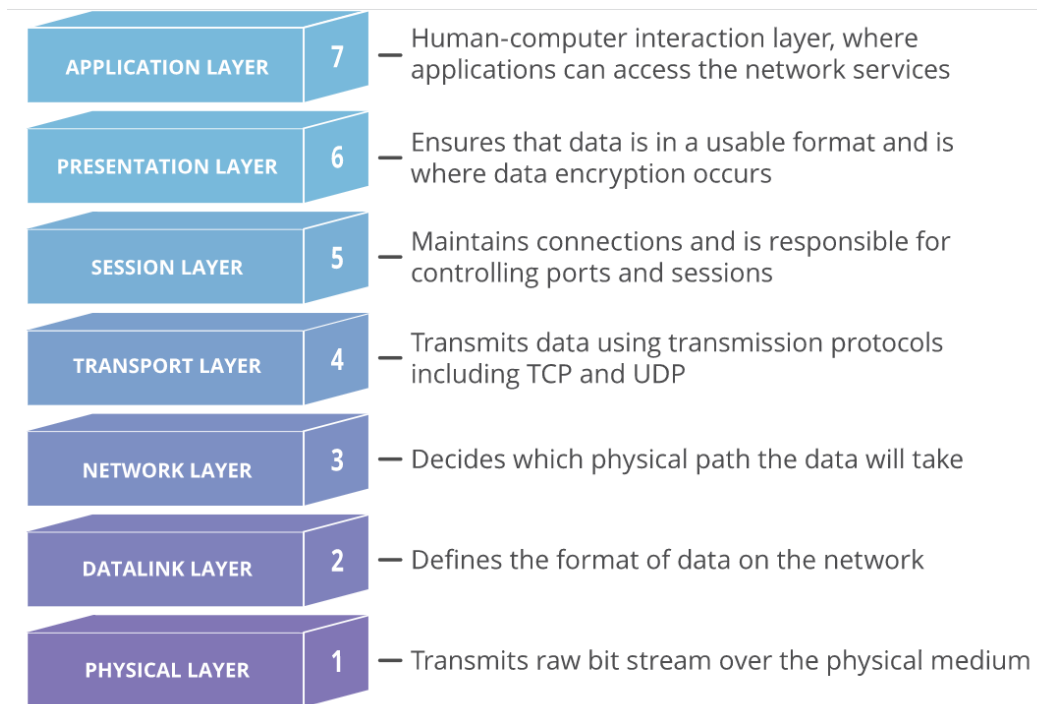 APPLICATION LAYER
7
Human-computer interaction layer, where
applications can access the network services
PRESENTATION LAYER
6
Ensures that data is in a usable format and is
where data encryption occurs
SESSION LAYER
5
Maintains connections and is responsible for
controlling ports and sessions
TRANSPORT LAYER
4
Transmits data using transmission protocols
including TCP and UDP
NETWORK LAYER
3
Decides which physical path the data will take
DATALINK LAYER
2
Defines the format of data on the network
PHYSICAL LAYER
1
Transmits raw bit stream over the physical medium